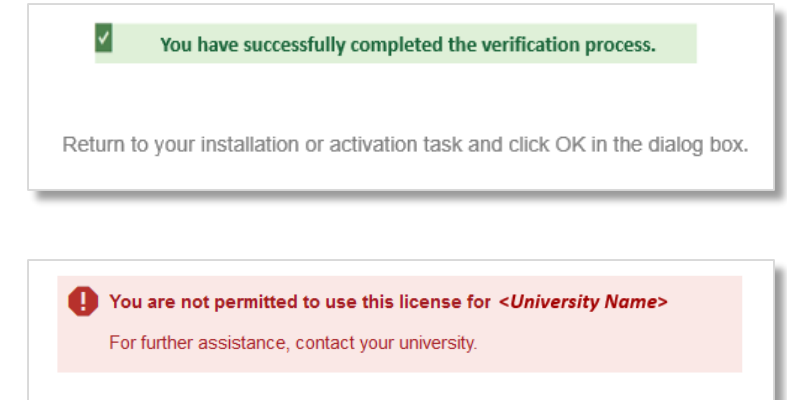 You have successfully completed the verification process.
Return to your installation or activation task and click OK in the dialog box.
You are not permitted to use this license for <University Name>
For further assistance, contact your university.